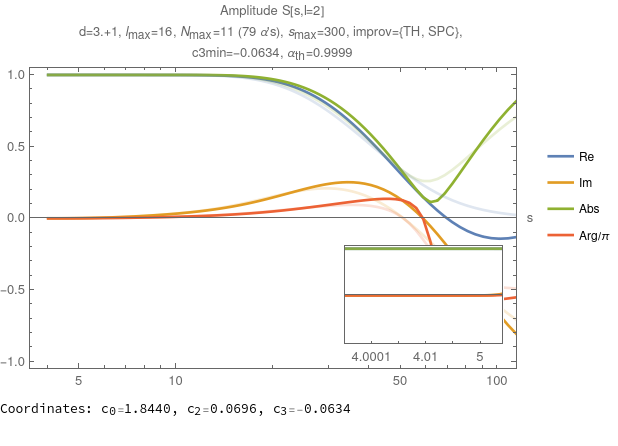 Amplitude S[s,l=2]
d=3.+1, lmax=16, Nmax=11 (79 α's), smax=300, improv={TH, SPC},
c3min=−0.0634, αth=0.9999
1.0
0.5
0.0
−0.5
−1.0
s
5
10
50
100
4.0001
4.01
5
Re
Im
Abs
Arg/π
Coordinates: c0=1.8440, c2=0.0696, c3=−0.0634